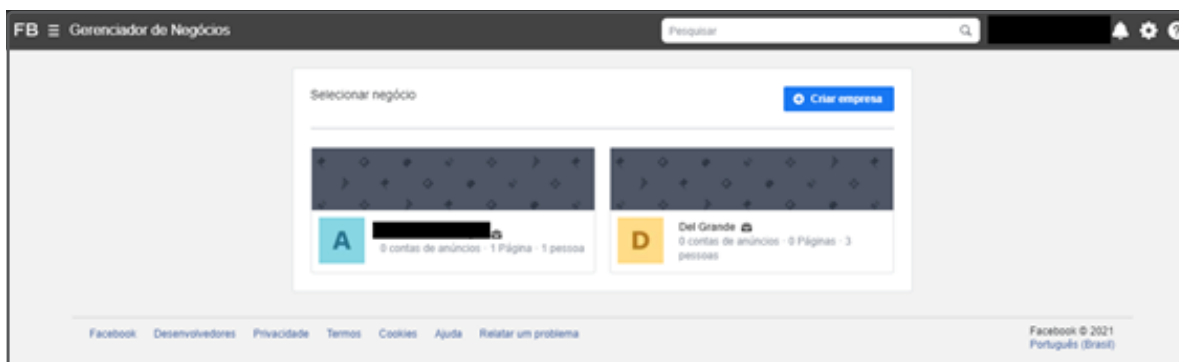 FB Gerenciador de Negócios
Pesquisar
Selecionar negócio
Criar empresa
A
0 contas de anúncios · 1 Página · 1 pessoa
D
Del Grande
0 contas de anúncios · 0 Páginas · 3
pessoas
Facebook Desenvolvedores Privacidade Termos Cookies Ajuda Relatar um problema
Facebook © 2021
Português (Brasil)